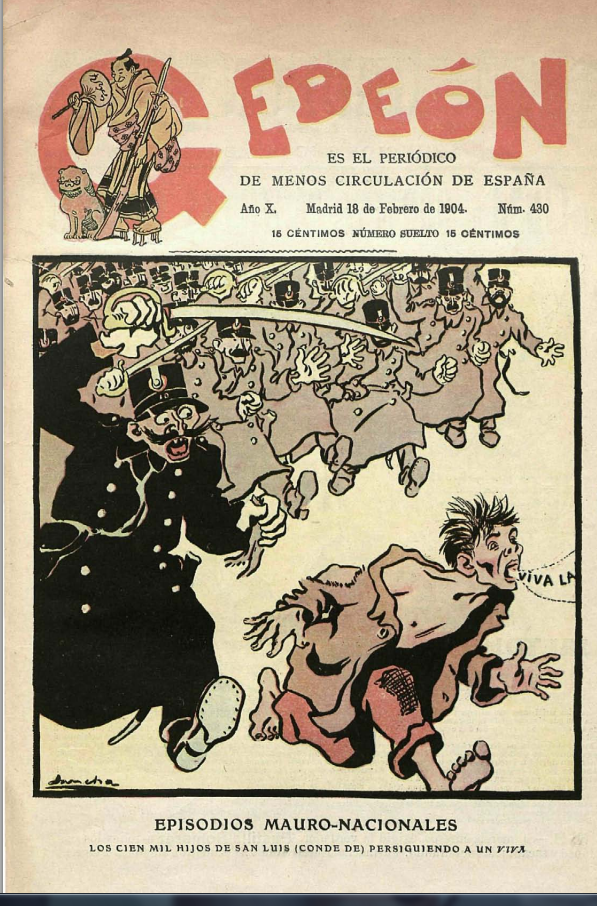 GEDEÓN
ES EL PERIÓDICO
DE MENOS CIRCULACIÓN DE ESPAÑA
Año X. Madrid 18 de Febrero de 1904. Núm. 430
15 CÉNTIMOS NÚMERO SUELTO 15 CÉNTIMOS
VIVA LA
Sancha
EPISODIOS MAURO-NACIONALES
LOS CIEN MIL HIJOS DE SAN LUIS (CONDE DE) PERSIGUIENDO A UN VIVA